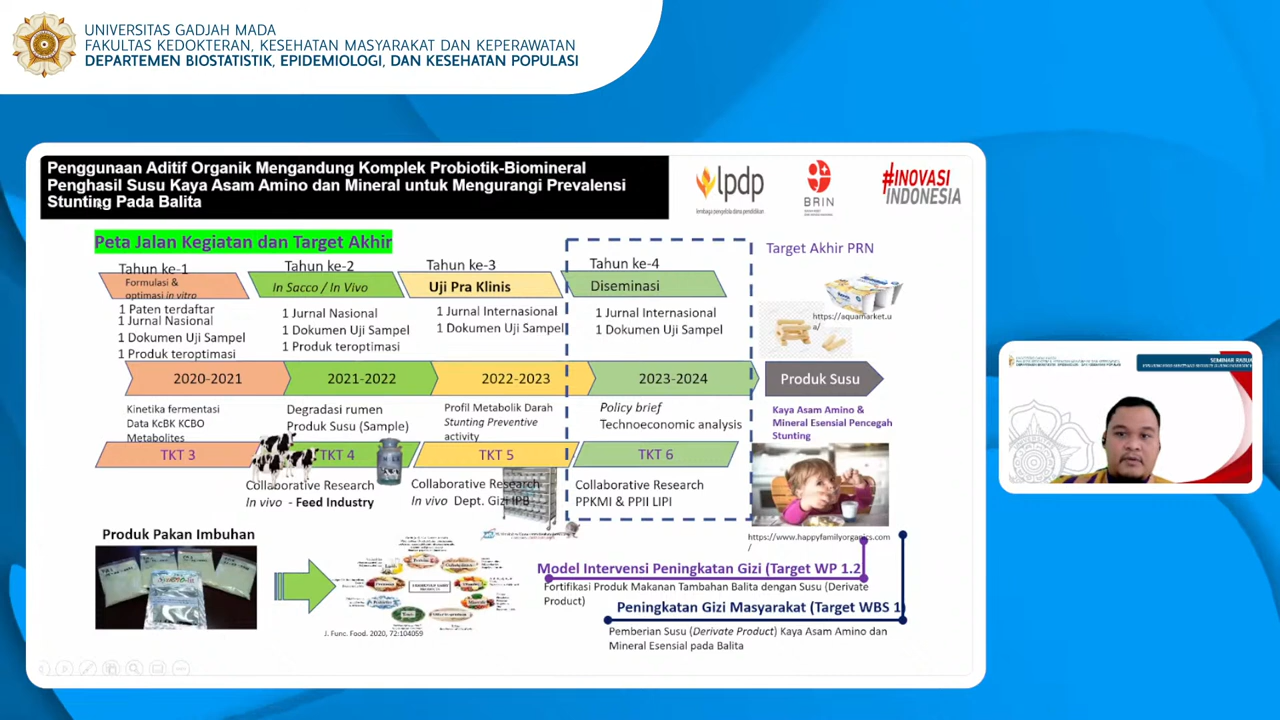 UNIVERSITAS GADJAH MADA
FAKULTAS KEDOKTERAN, KESEHATAN MASYARAKAT DAN KEPERAWATAN
DEPARTEMEN BIOSTATISTIK, EPIDEMIOLOGI, DAN KESEHATAN POPULASI
Penggunaan Aditif Organik Mengandung Komplek Probiotik-Biomineral
Penghasil Susu Kaya Asam Amino dan Mineral untuk Mengurangi Prevalensi
Stunting Pada Balita
lpdp
lembaga pengelola dana pendidikan
BRIN
#INOVASI
INDONESIA
Peta Jalan Kegiatan dan Target Akhir
Tahun ke-1
Formulasi &
optimasi in vitro
1 Paten terdaftar
1 Jurnal Nasional
1 Dokumen Uji Sampel
1 Produk teroptimasi
Tahun ke-2
In Sacco / In Vivo
1 Jurnal Nasional
1 Dokumen Uji Sampel
1 Produk teroptimasi
Tahun ke-3
Uji Pra Klinis
1 Jurnal Internasional
1 Dokumen Uji Sampel
Tahun ke-4
Diseminasi
1 Jurnal Internasional
1 Dokumen Uji Sampel
Target Akhir PRN
https://aquamarket.u
a/
2020-2021
2021-2022
2022-2023
2023-2024
Produk Susu
Kinetika fermentasi
Data KcBK KCBO
Metabolites
Degradasi rumen
Produk Susu (Sample)
Profil Metabolik Darah
Stunting Preventive
activity
Policy brief
Technoeconomic analysis
Kaya Asam Amino &
Mineral Esensial Pencegah
Stunting
TKT 3
TKT 4
TKT 5
TKT 6
Collaborative Research
In vivo - Feed Industry
Collaborative Research
In vivo Dept. Gizi IPB
Collaborative Research
PPKMI & PPII LIPI
https://www.happyfamilyorganics.com
/
Produk Pakan Imbuhan
J. Func. Food. 2020, 72:104059
Model Intervensi Peningkatan Gizi (Target WP 1.2
Fortifikasi Produk Makanan Tambahan Balita dengan Susu (Derivate
Product)
Peningkatan Gizi Masyarakat (Target WBS 1
Pemberian Susu (Derivate Product) Kaya Asam Amino dan
Mineral Esensial pada Balita
SEMINAR RABU